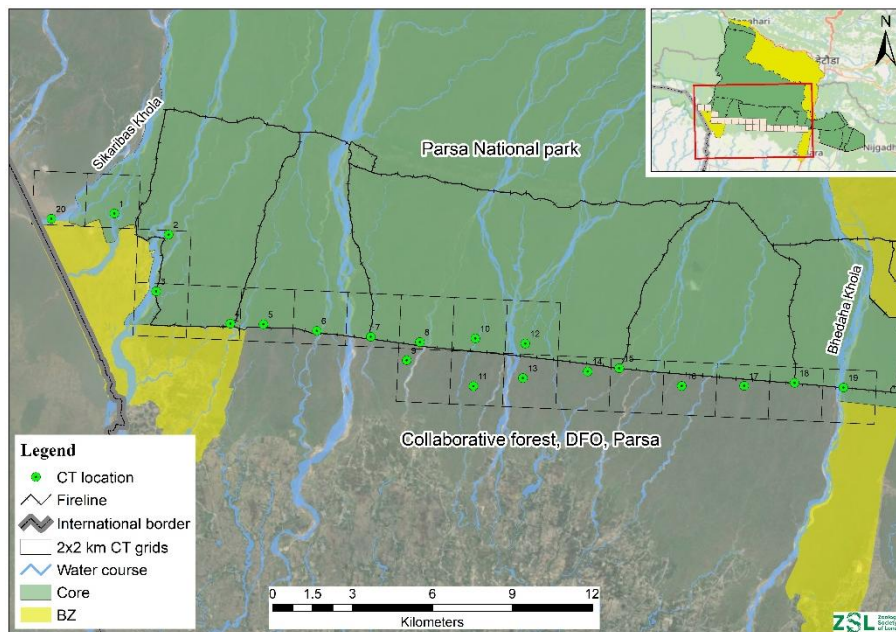 N
हेटौंडा
Nijgadh
Sikaribas Khola
Parsa National park
Bhedaha Khola
20
1
2
4
5
6
7
8
9
10
11
12
13
14
15
16
17
18
19
Collaborative forest, DFO, Parsa
Legend
CT location
Fireline
International border
2x2 km CT grids
Water course
Core
BZ
0 1.5 3 6 9 12
Kilometers
ZSL